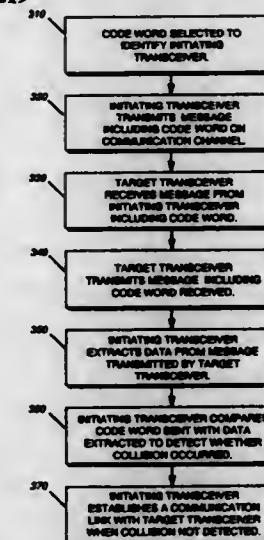 310
CODE WORD SELECTED TO
IDENTIFY INITIATING
TRANSCEIVER.
320
INITIATING TRANSCEIVER
TRANSMITS MESSAGE
INCLUDING CODE WORD ON
COMMUNICATION CHANNEL.
330
TARGET TRANSCEIVER
RECEIVES MESSAGE FROM
INITIATING TRANSCEIVER
INCLUDING CODE WORD.
340
TARGET TRANSCEIVER
TRANSMITS MESSAGE INCLUDING
CODE WORD RECEIVED.
350
INITIATING TRANSCEIVER
EXTRACTS DATA FROM MESSAGE
TRANSMITTED BY TARGET
TRANSCEIVER.
360
INITIATING TRANSCEIVER COMPARES
CODE WORD SENT WITH DATA
EXTRACTED TO DETECT WHETHER
COLLISION OCCURRED.
370
INITIATING TRANSCEIVER
ESTABLISHES A COMMUNICATION
LINK WITH TARGET TRANSCEIVER
WHEN COLLISION NOT DETECTED.